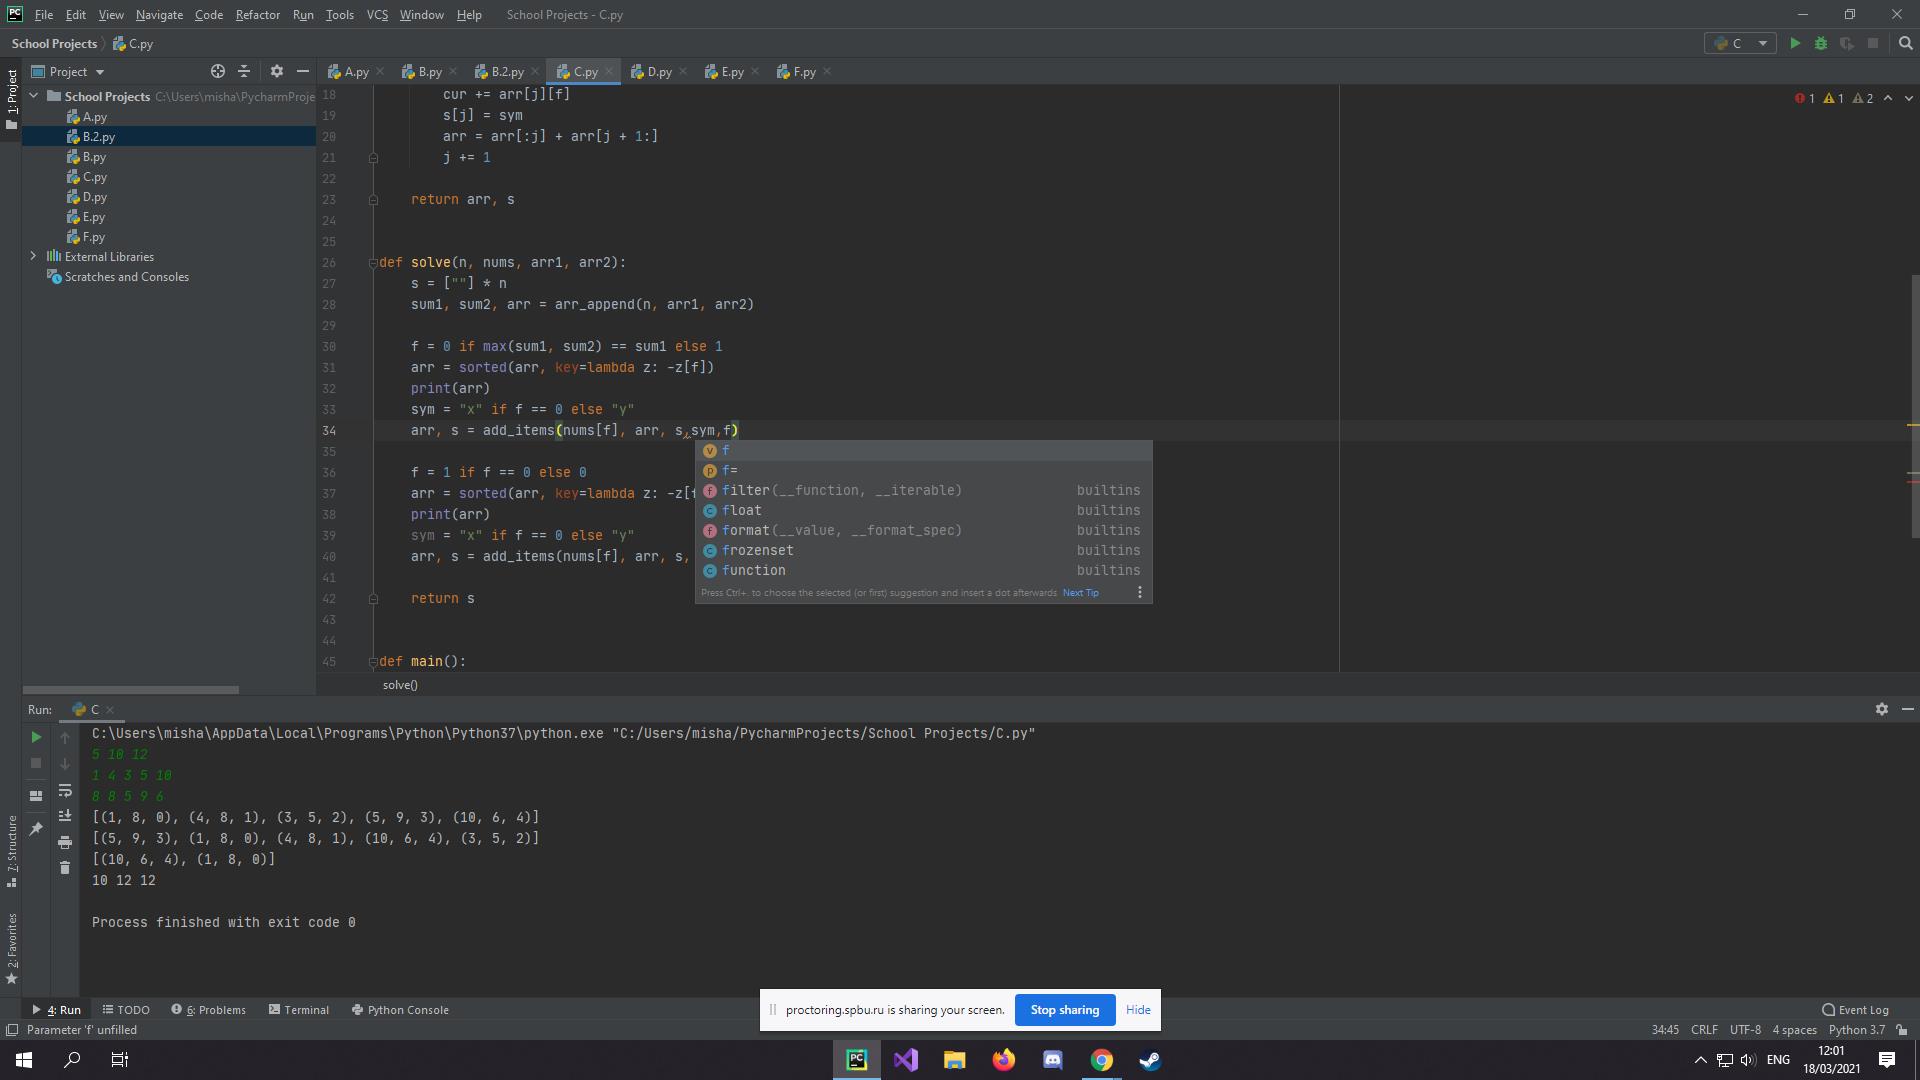 PC File Edit View Navigate Code Refactor Run Tools VCS Window Help School Projects - C.py
School Projects C.py
C
1: Project
Project
A.py B.py B.2.py C.py D.py E.py F.py
School Projects C:\Users\misha\PycharmProje
A.py
B.2.py
B.py
C.py
D.py
E.py
F.py
External Libraries
Scratches and Consoles
1 1 2
18 cur += arr[j][f]
19 s[j] = sym
20 arr = arr[:j] + arr[j + 1:]
21 j += 1
22
23 return arr, s
24
25
26 def solve(n, nums, arr1, arr2):
27 s = [""] * n
28 sum1, sum2, arr = arr_append(n, arr1, arr2)
29
30 f = 0 if max(sum1, sum2) == sum1 else 1
31 arr = sorted(arr, key=lambda z: -z[f])
32 print(arr)
33 sym = "x" if f == 0 else "y"
34 arr, s = add_items(nums[f], arr, s,sym,f)
35
36 f = 1 if f == 0 else 0
37 arr = sorted(arr, key=lambda z: -z[f
38 print(arr)
39 sym = "x" if f == 0 else "y"
40 arr, s = add_items(nums[f], arr, s,
41
42 return s
43
44
45 def main():
v f
p f=
f filter(__function, __iterable) builtins
c float builtins
f format(__value, __format_spec) builtins
c frozenset builtins
c function builtins
Press Ctrl+. to choose the selected (or first) suggestion and insert a dot afterwards Next Tip
solve()
Run: C
C:\Users\misha\AppData\Local\Programs\Python\Python37\python.exe "C:/Users/misha/PycharmProjects/School Projects/C.py"
5 10 12
1 4 3 5 10
8 8 5 9 6
[(1, 8, 0), (4, 8, 1), (3, 5, 2), (5, 9, 3), (10, 6, 4)]
[(5, 9, 3), (1, 8, 0), (4, 8, 1), (10, 6, 4), (3, 5, 2)]
[(10, 6, 4), (1, 8, 0)]
10 12 12
Process finished with exit code 0
7: Structure
2: Favorites
proctoring.spbu.ru is sharing your screen. Stop sharing Hide
4: Run TODO 6: Problems Terminal Python Console Event Log
Parameter 'f' unfilled 34:45 CRLF UTF-8 4 spaces Python 3.7
PC ENG 12:01
18/03/2021